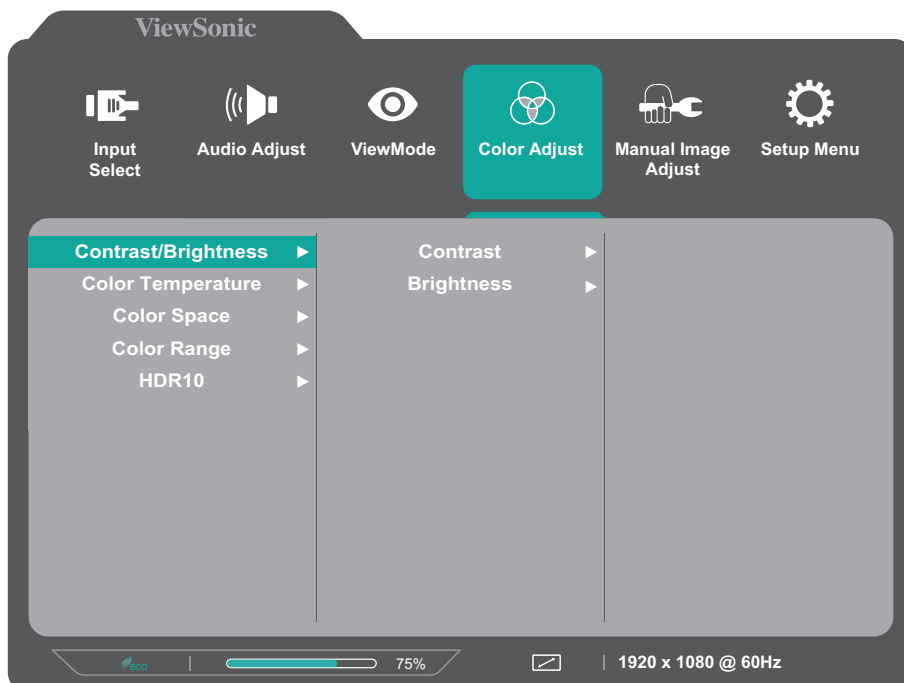 ViewSonic
Input
Select
Audio Adjust
ViewMode
Color Adjust
Manual Image
Adjust
Setup Menu
Contrast/Brightness
Color Temperature
Color Space
Color Range
HDR10
Contrast
Brightness
eco
75%
1920 x 1080 @ 60Hz